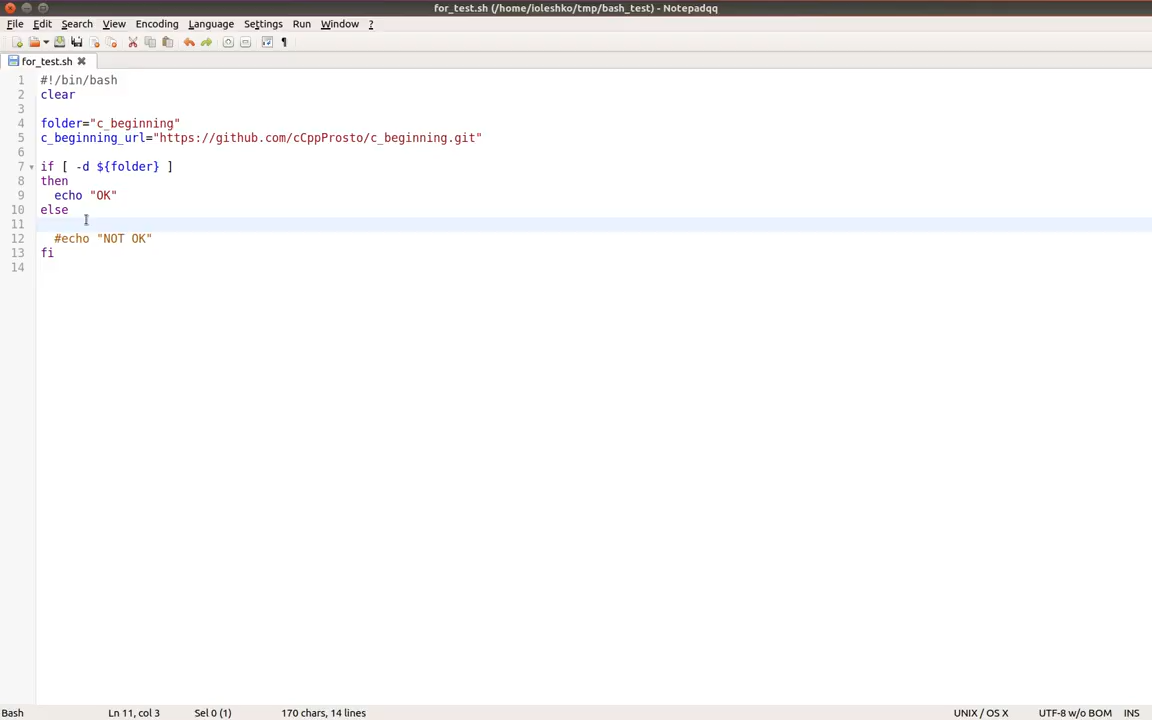 for_test.sh (/home/loleshko/tmp/bash_test) - Notepadqq
File Edit Search View Encoding Language Settings Run Window ?
for_test.sh
1 #!/bin/bash
2 clear
3
4 folder="c_beginning"
5 c_beginning_url="https://github.com/cCppProsto/c_beginning.git"
6
7 if [ -d ${folder} ]
8 then
9 echo "OK"
10 else
11
12 #echo "NOT OK"
13 fi
14
Bash Ln 11, col 3 Sel 0 (1) 170 chars, 14 lines UNIX / OS X UTF-8 w/o BOM INS